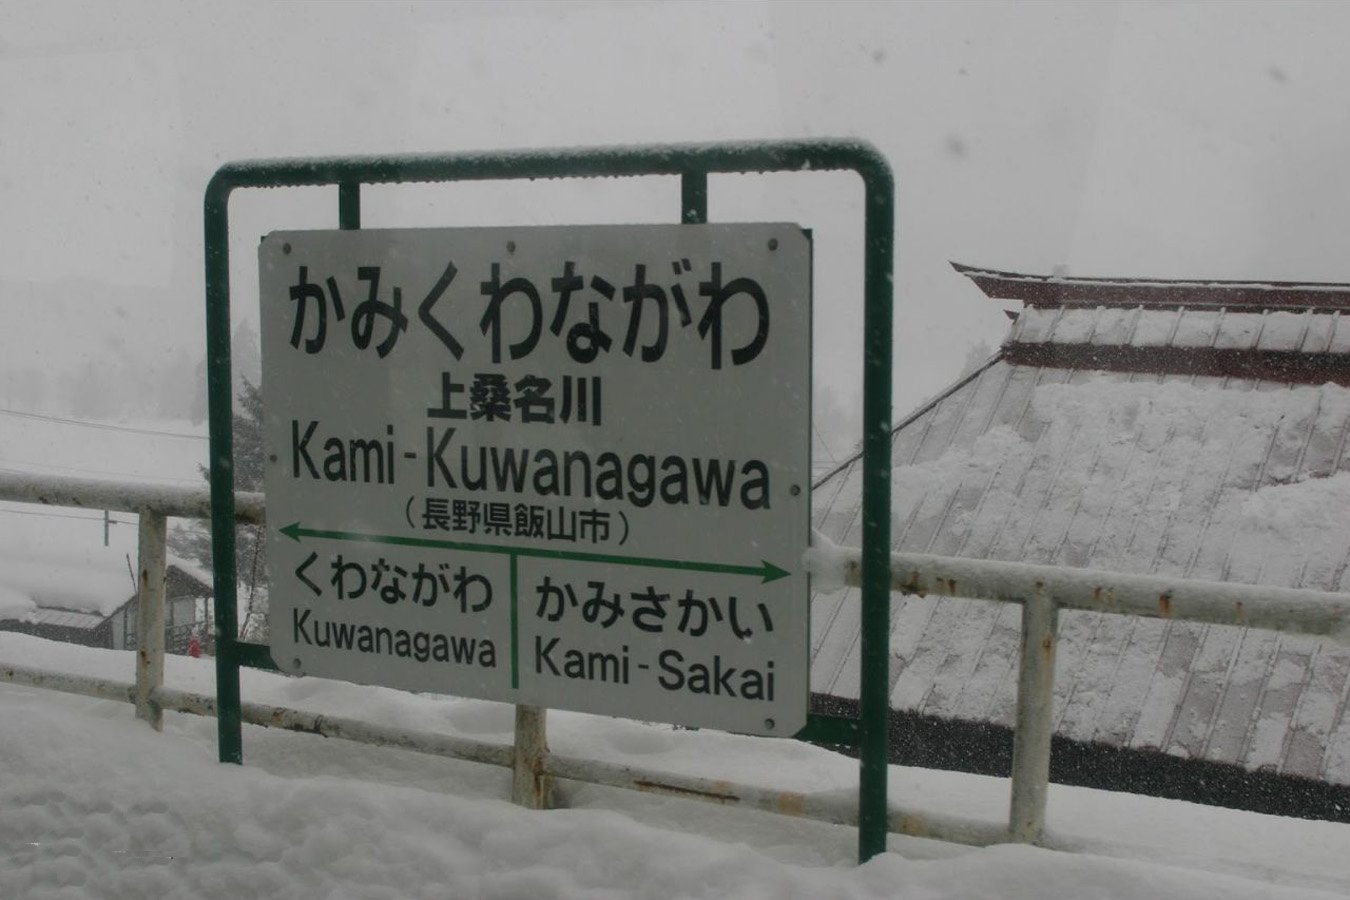 かみくわながわ
上桑名川
Kami-Kuwanagawa
（長野県飯山市）
くわながわ
Kuwanagawa
かみさかい
Kami-Sakai